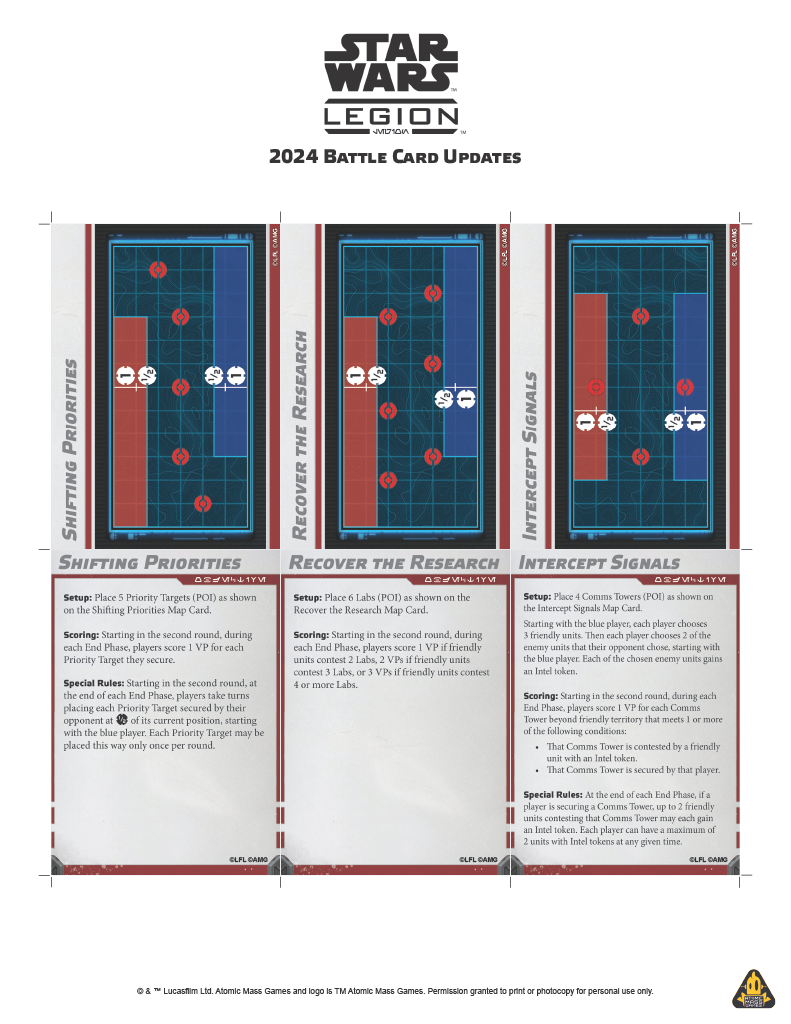 STAR
WARS
TM
LEGION
TM
2024 Battle Card Updates
Shifting Priorities
1
½
½
1
©LFL ©AMG
Recover the Research
1
½
½
1
©LFL ©AMG
Intercept Signals
1
½
½
1
©LFL ©AMG
Shifting Priorities
Setup: Place 5 Priority Targets (POI) as shown
on the Shifting Priorities Map Card.
Scoring: Starting in the second round, during
each End Phase, players score 1 VP for each
Priority Target they secure.
Special Rules: Starting in the second round, at
the end of each End Phase, players take turns
placing each Priority Target secured by their
opponent at ½ of its current position, starting
with the blue player. Each Priority Target may be
placed this way only once per round.
©LFL ©AMG
Recover the Research
Setup: Place 6 Labs (POI) as shown on the
Recover the Research Map Card.
Scoring: Starting in the second round, during
each End Phase, players score 1 VP if friendly
units contest 2 Labs, 2 VPs if friendly units
contest 3 Labs, or 3 VPs if friendly units contest
4 or more Labs.
©LFL ©AMG
Intercept Signals
Setup: Place 4 Comms Towers (POI) as shown on
the Intercept Signals Map Card.
Starting with the blue player, each player chooses
3 friendly units. Then each player chooses 2 of the
enemy units that their opponent chose, starting with
the blue player. Each of the chosen enemy units gains
an Intel token.
Scoring: Starting in the second round, during each
End Phase, players score 1 VP for each Comms
Tower beyond friendly territory that meets 1 or more
of the following conditions:
• That Comms Tower is contested by a friendly
unit with an Intel token.
• That Comms Tower is secured by that player.
Special Rules: At the end of each End Phase, if a
player is securing a Comms Tower, up to 2 friendly
units contesting that Comms Tower may each gain
an Intel token. Each player can have a maximum of
2 units with Intel tokens at any given time.
©LFL ©AMG
© & ™ Lucasfilm Ltd. Atomic Mass Games and logo is TM Atomic Mass Games. Permission granted to print or photocopy for personal use only.
ATOMIC
MASS
GAMES